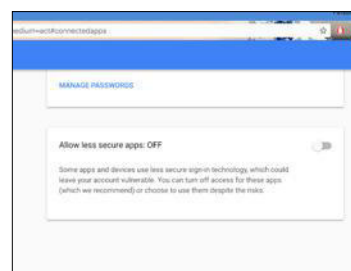 edium=act#connectedapps
MANAGE PASSWORDS
Allow less secure apps: OFF
Some apps and devices use less secure sign-in technology, which could
leave your account vulnerable. You can turn off access for these apps
(which we recommend) or choose to use them despite the risks.